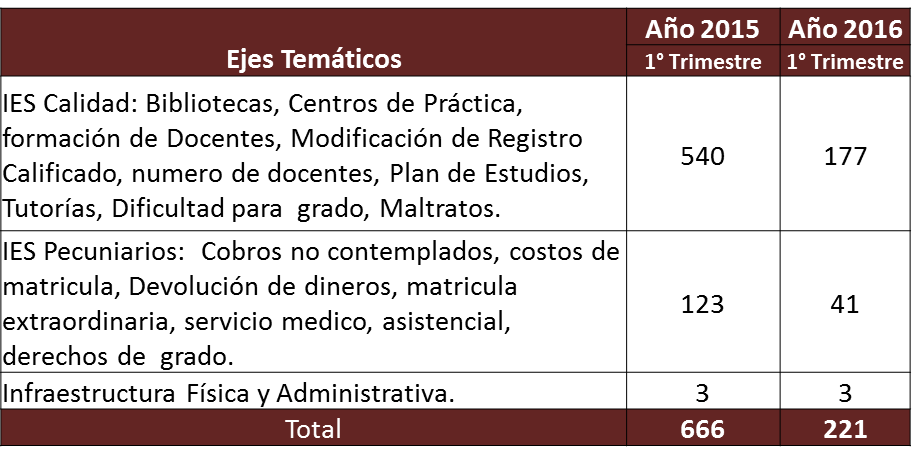 Ejes Temáticos
Año 2015
Año 2016
1° Trimestre
1° Trimestre
IES Calidad: Bibliotecas, Centros de Práctica,
formación de Docentes, Modificación de Registro
Calificado, numero de docentes, Plan de Estudios,
Tutorías, Dificultad para grado, Maltratos.
540
177
IES Pecuniarios: Cobros no contemplados, costos de
matricula, Devolución de dineros, matricula
extraordinaria, servicio medico, asistencial,
derechos de grado.
123
41
Infraestructura Física y Administrativa.
3
3
Total
666
221